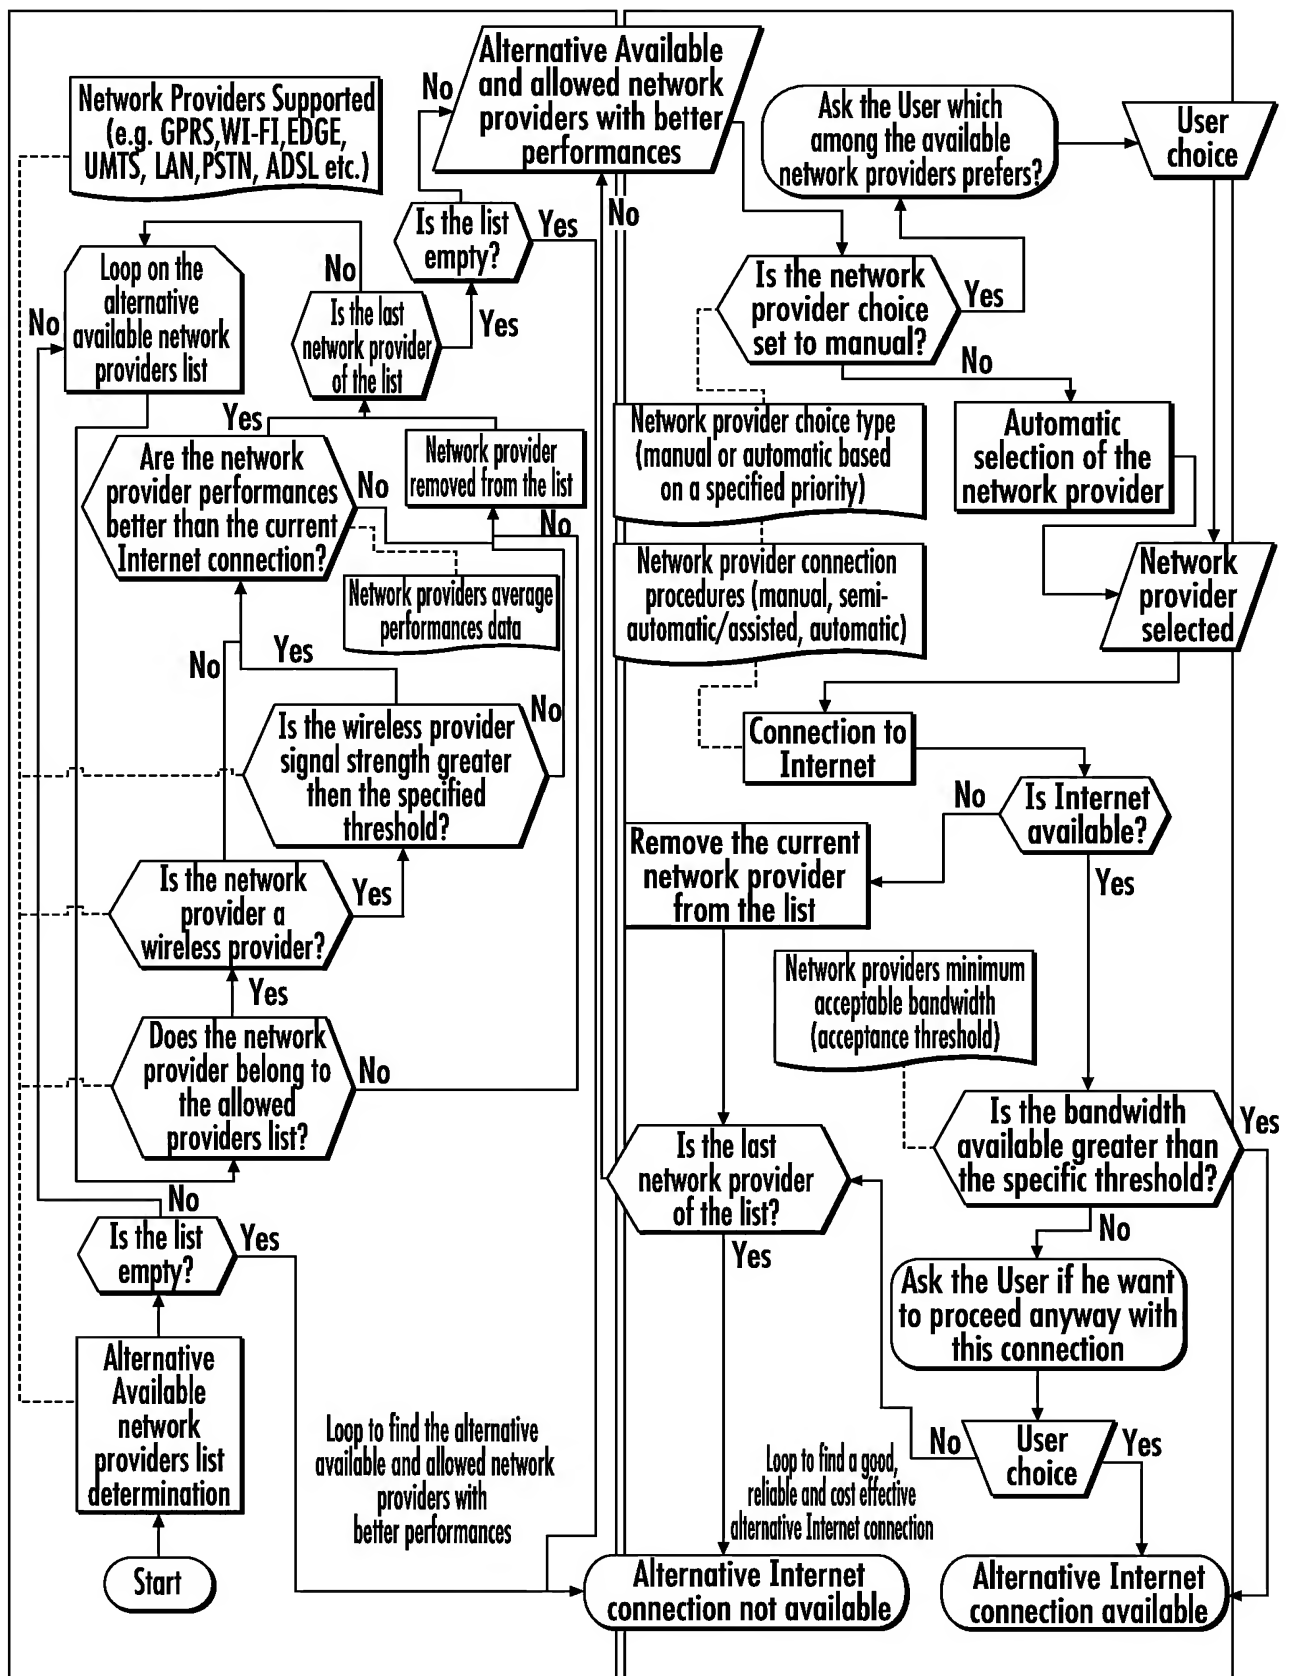 Network Providers Supported
(e.g. GPRS,WI-FI,EDGE,
UMTS, LAN,PSTN, ADSL etc.)
No
Alternative Available
and allowed network
providers with better
performances
Ask the User which
among the available
network providers prefers?
User
choice
Is the list
empty?
Yes
No
Loop on the
alternative
available network
providers list
No
No
Is the last
network provider
of the list
Yes
Is the network
provider choice
set to manual?
Yes
No
Yes
Are the network
provider performances
better than the current
Internet connection?
No
Network provider
removed from the list
No
Network provider choice type
(manual or automatic based
on a specified priority)
Automatic
selection of the
network provider
Network providers average
performances data
Network provider connection
procedures (manual, semi-
automatic/assisted, automatic)
Network
provider
selected
No
Yes
Is the wireless provider
signal strength greater
then the specified
threshold?
No
Connection to
Internet
No
Is Internet
available?
Yes
Remove the current
network provider
from the list
Is the network
provider a
wireless provider?
Yes
Yes
Network providers minimum
acceptable bandwidth
(acceptance threshold)
Does the network
provider belong to
the allowed
providers list?
No
Is the last
network provider
of the list?
Yes
Is the bandwidth
available greater than
the specific threshold?
Yes
No
No
Is the list
empty?
Yes
Ask the User if he want
to proceed anyway with
this connection
Alternative
Available
network
providers list
determination
Loop to find the alternative
available and allowed network
providers with
better performances
Loop to find a good,
reliable and cost effective
alternative Internet connection
No
User
choice
Yes
Start
Alternative Internet
connection not available
Alternative Internet
connection available